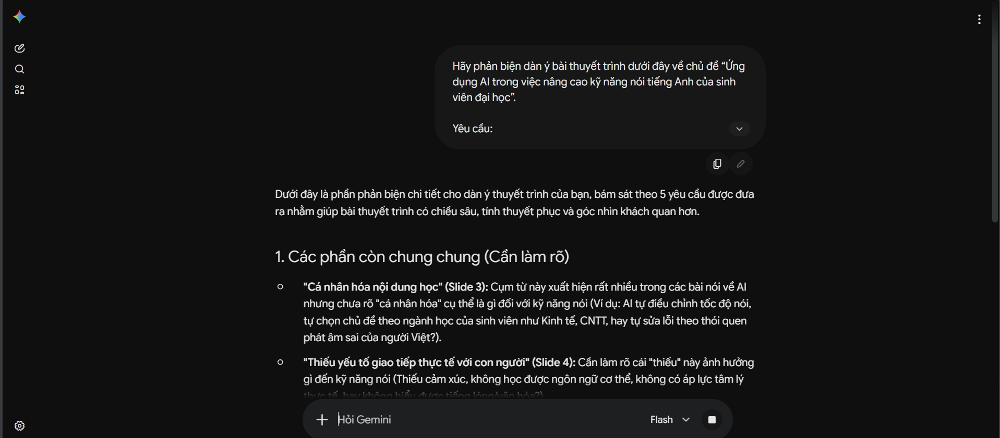 Hãy phản biện dàn ý bài thuyết trình dưới đây về chủ đề “Ứng
dụng AI trong việc nâng cao kỹ năng nói tiếng Anh của sinh
viên đại học”.
Yêu cầu:
Dưới đây là phần phản biện chi tiết cho dàn ý thuyết trình của bạn, bám sát theo 5 yêu cầu được đưa
ra nhằm giúp bài thuyết trình có chiều sâu, tính thuyết phục và góc nhìn khách quan hơn.
1. Các phần còn chung chung (Cần làm rõ)
"Cá nhân hóa nội dung học" (Slide 3): Cụm từ này xuất hiện rất nhiều trong các bài nói về AI
nhưng chưa rõ "cá nhân hóa" cụ thể là gì đối với kỹ năng nói (Ví dụ: AI tự điều chỉnh tốc độ nói,
tự chọn chủ đề theo ngành học của sinh viên như Kinh tế, CNTT, hay tự sửa lỗi theo thói quen
phát âm sai của người Việt?).
"Thiếu yếu tố giao tiếp thực tế với con người" (Slide 4): Cần làm rõ cái "thiếu" này ảnh hưởng
gì đến kỹ năng nói (Thiếu cảm xúc, không học được ngôn ngữ cơ thể, không có áp lực tâm lý
thực tế, hay không hiểu được tiếng lóng/văn hóa?)
Hỏi Gemini
Flash